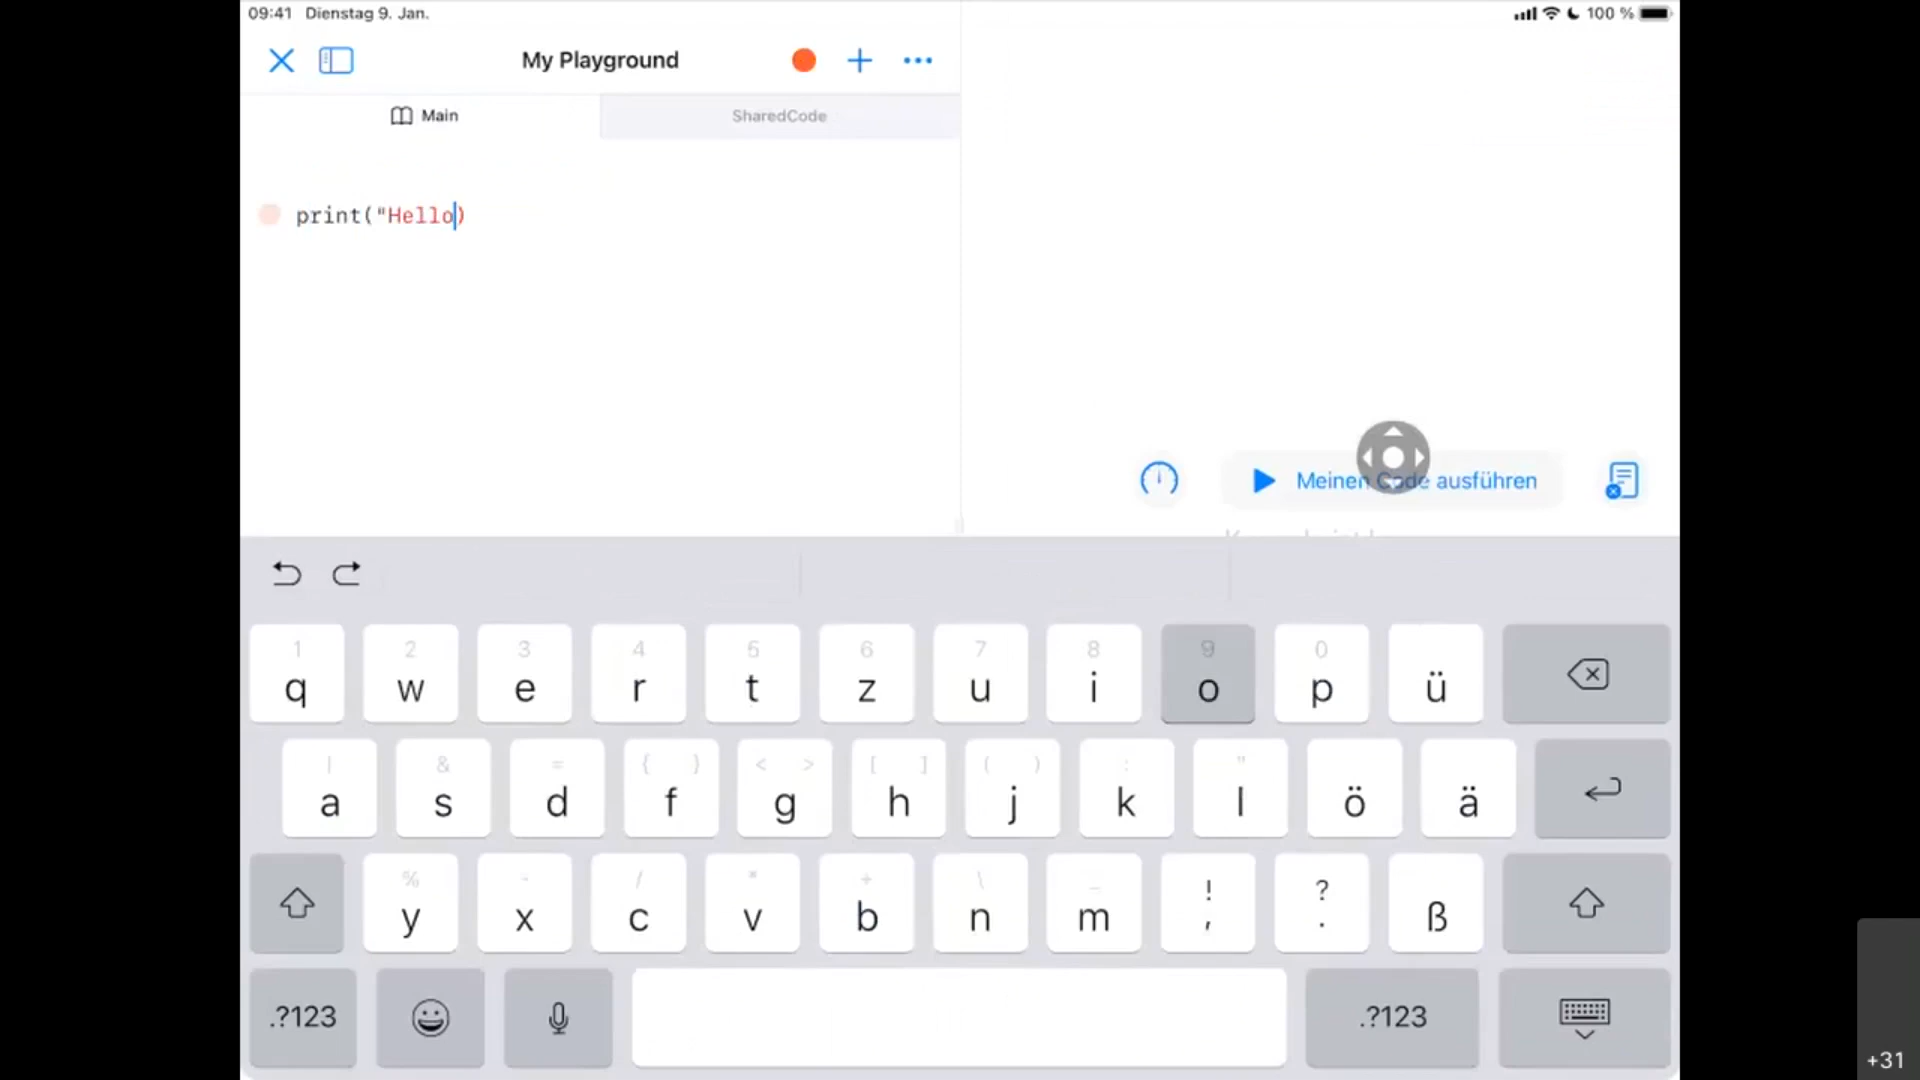 09:41 Dienstag 9. Jan.
100 %
My Playground
Main
SharedCode
print("Hello)
Meinen Code ausführen
1 2 3 4 5 6 7 8 9 0
q w e r t z u i o p ü
| & = { } < > [ ] ( ) : "
a s d f g h j k l ö ä
% - / * + \ _ ! ?
y x c v b n m , . ß
.?123 .?123
+31